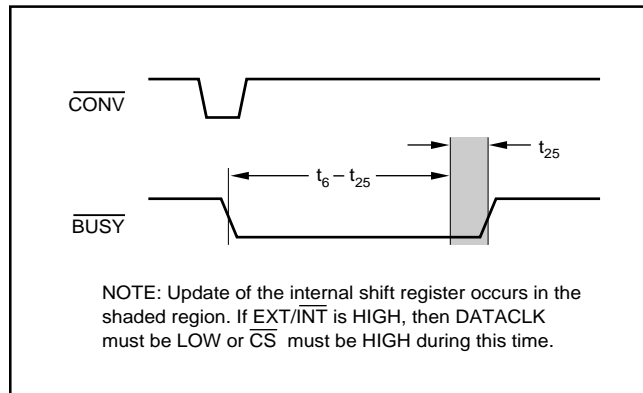 CONV
t25
t6 – t25
BUSY
NOTE: Update of the internal shift register occurs in the
shaded region. If EXT/INT is HIGH, then DATACLK
must be LOW or CS must be HIGH during this time.